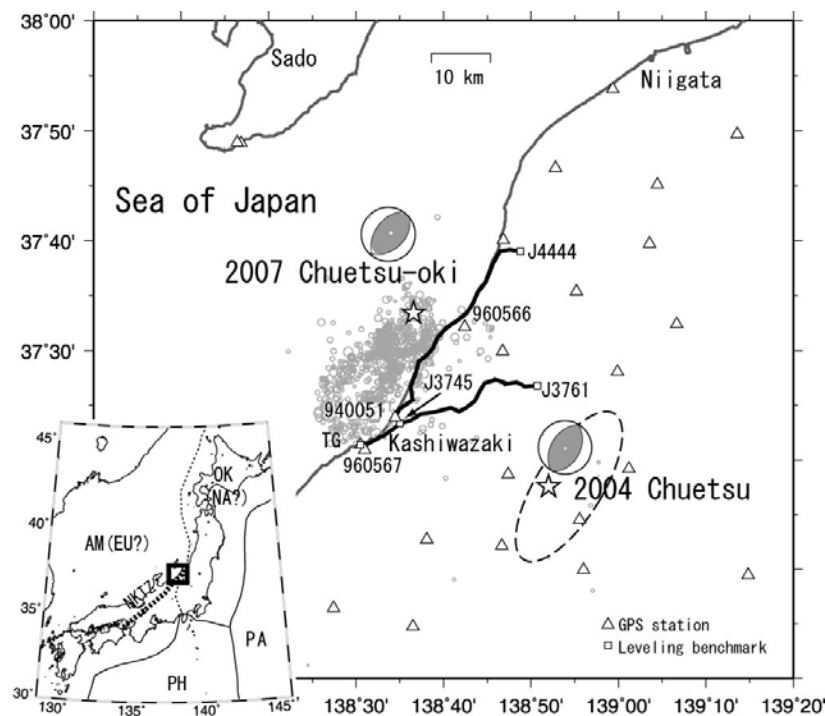 38°00'
Sado
10 km
Niigata
37°50'
Sea of Japan
37°40'
J4444
2007 Chuetsu-oki
960566
37°30'
J3745
J3761
940051
TG
Kashiwazaki
960567
2004 Chuetsu
45°
OK
(NA?)
40°
AM(EU?)
NKTZ
35°
PA
PH
30°
130°
135°
140°
145°
GPS station
Leveling benchmark
138°30'
138°40'
138°50'
139°00'
139°10'
139°20'